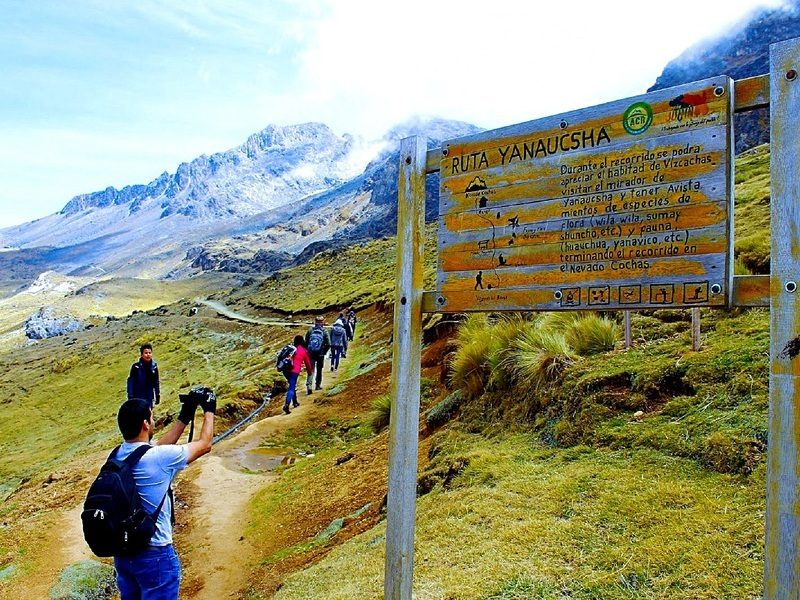 RUTA YANAUCSHA
ACR
Durante el recorrido se podra
apreciar el habitad de Vizcachas
visitar el mirador de
Yanaucsha y Tener Avista
mientos de especies de
flora (wila wila, sumay
shuncho, etc) y fauna
(huauchua, yanavico, etc.)
terminando el recorrido en
el Nevado Cochas